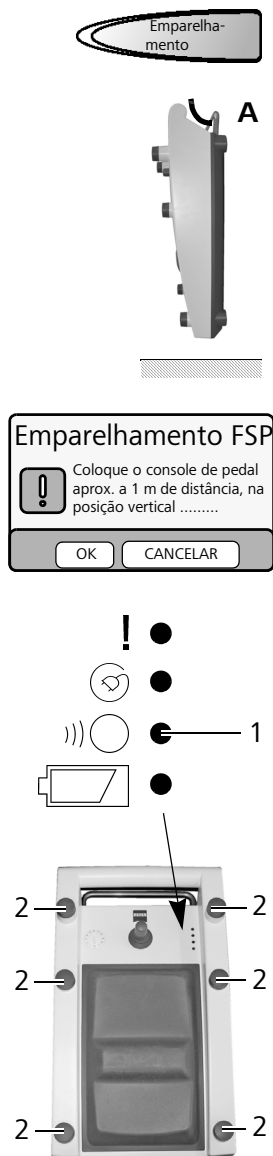 Emparelha-
mento
A
Emparelhamento FSP
Coloque o console de pedal
aprox. a 1 m de distância, na
posição vertical .........
OK CANCELAR
!
1
2 2
2 2
2 2